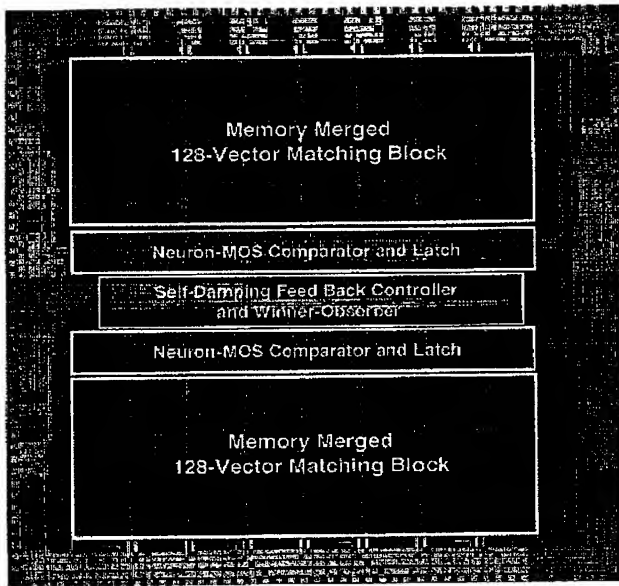 Memory Merged
128-Vector Matching Block
Neuron-MOS Comparator and Latch
Self-Damping Feed Back Controller
and Winner-Observer
Neuron-MOS Comparator and Latch
Memory Merged
128-Vector Matching Block